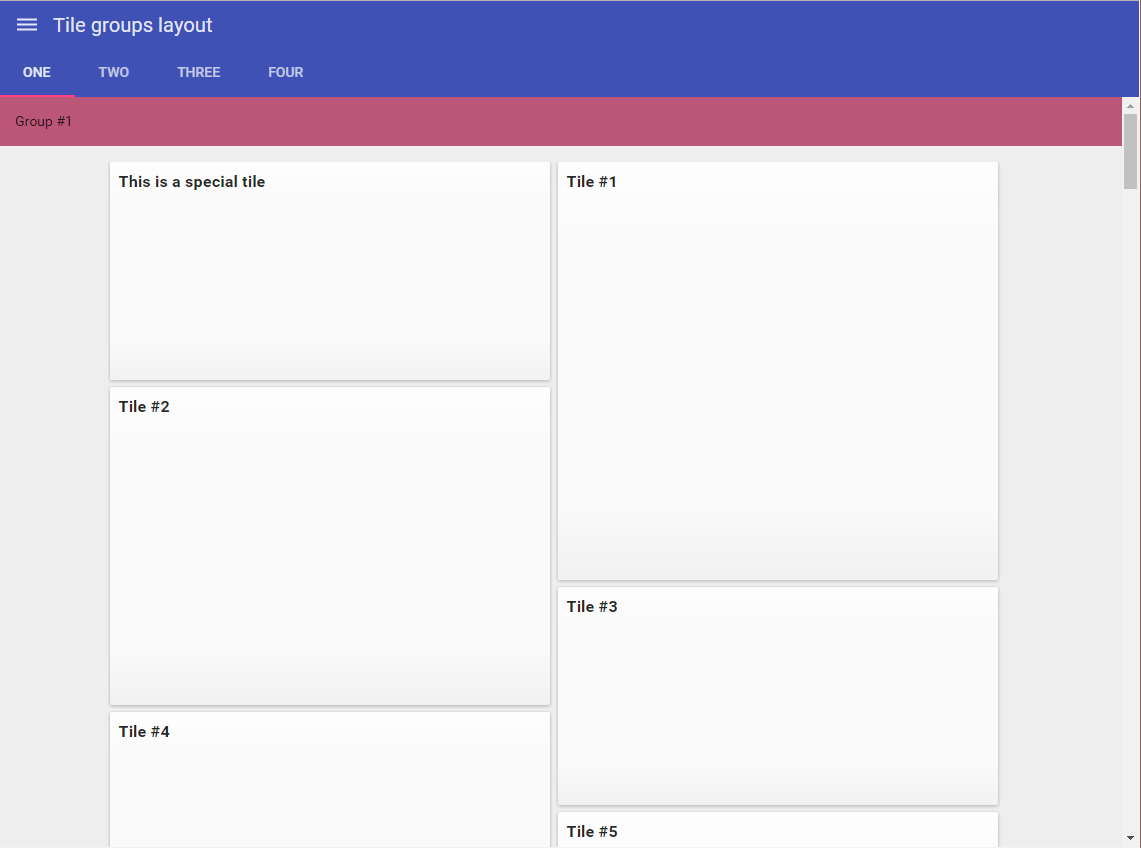 Tile groups layout
ONE TWO THREE FOUR
Group #1
This is a special tile
Tile #1
Tile #2
Tile #3
Tile #4
Tile #5